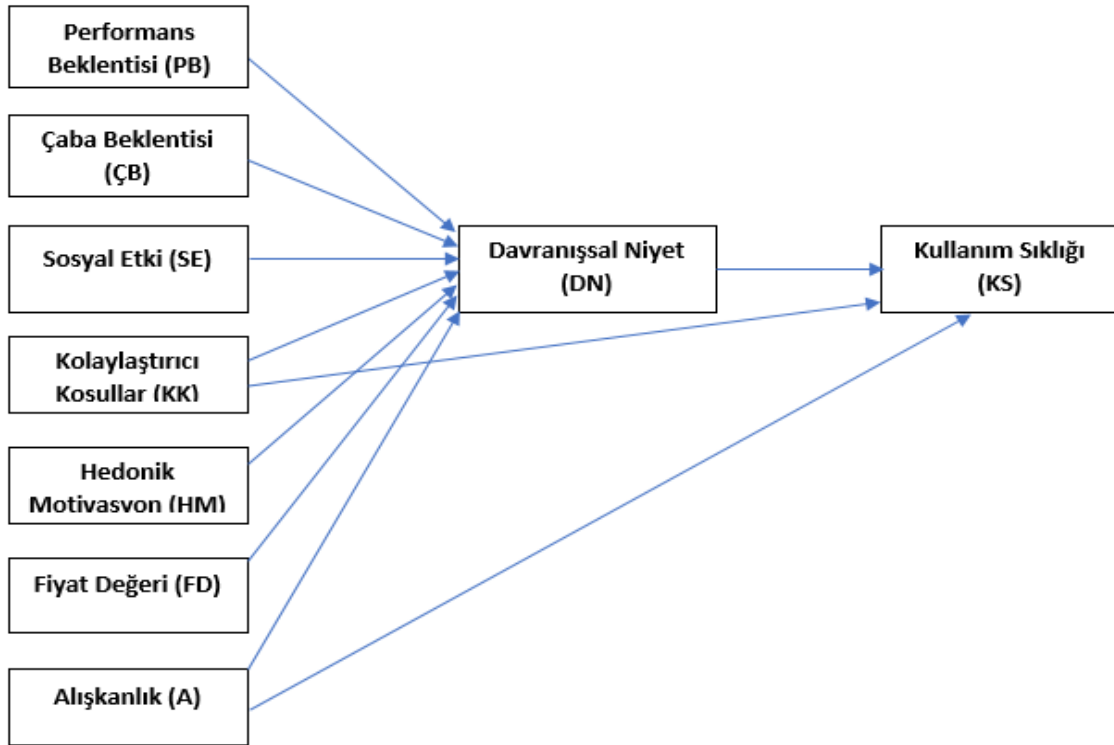 Performans
Beklentisi (PB)
Çaba Beklentisi
(ÇB)
Sosyal Etki (SE)
Kolaylaştırıcı
Kosullar (KK)
Hedonik
Motivasvon (HM)
Fiyat Değeri (FD)
Alışkanlık (A)
Davranışsal Niyet
(DN)
Kullanım Sıklığı
(KS)